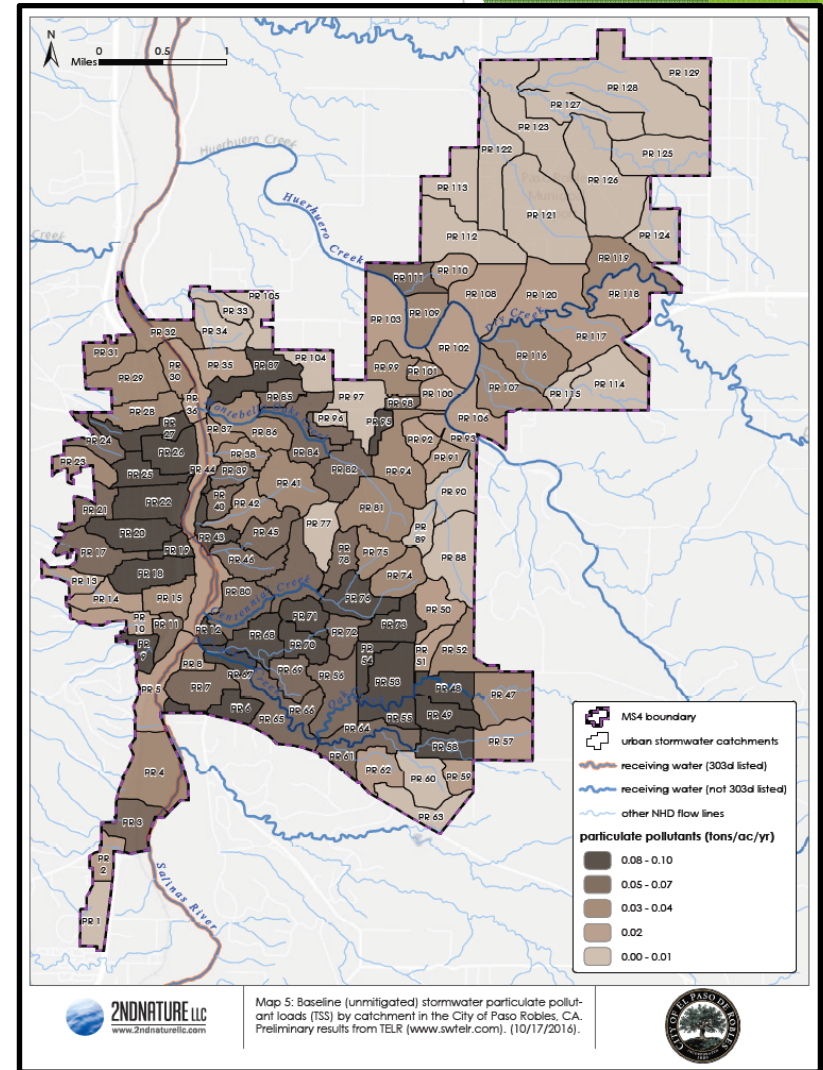 N
0 0.5 1
Miles
Huerhuero Creek
Huerhuero Creek
Creek
Dry Creek
Salinas River
PR 129
PR 128
PR 127
PR 123
PR 122
PR 125
PR 126
PR 113
PR 121
PR 124
PR 112
PR 119
PR 111
PR 110
PR 108
PR 120
PR 118
PR 105
PR 33
PR 103
PR 109
PR 34
PR 32
PR 117
PR 102
PR 31
PR 30
PR 35
PR 87
PR 104
PR 116
PR 29
PR 99
PR 101
PR 107
PR 114
PR 115
PR 36
PR 85
PR 97
PR 98
PR 100
PR 28
PR 96
PR 95
PR 106
PR 27
PR 37
PR 86
PR 24
PR 92
PR 93
PR 26
PR 38
PR 84
PR 91
PR 23
PR 25
PR 44
PR 39
PR 82
PR 94
PR 41
PR 90
PR 22
PR 40
PR 42
PR 81
PR 21
PR 77
PR 89
PR 20
PR 43
PR 45
PR 17
PR 19
PR 46
PR 78
PR 75
PR 88
PR 18
PR 74
PR 13
PR 80
Centennial Creek
PR 76
PR 14
PR 15
PR 50
PR 10
PR 11
PR 12
PR 71
PR 73
PR 68
PR 72
PR 9
PR 70
PR 54
PR 51
PR 52
PR 8
PR 67
PR 69
PR 56
PR 53
PR 5
PR 7
PR 48
PR 47
PR 6
PR 65
PR 66
PR 55
PR 49
PR 64
PR 57
PR 58
PR 61
PR 62
PR 60
PR 59
PR 4
PR 63
PR 3
PR 2
PR 1
MS4 boundary
urban stormwater catchments
receiving water (303d listed)
receiving water (not 303d listed)
other NHD flow lines
particulate pollutants (tons/ac/yr)
0.08 - 0.10
0.05 - 0.07
0.03 - 0.04
0.02
0.00 - 0.01
2NDNATURE LLC
www.2ndnaturellc.com
Map 5: Baseline (unmitigated) stormwater particulate pollut-
ant loads (TSS) by catchment in the City of Paso Robles, CA.
Preliminary results from TELR (www.swtelr.com). (10/17/2016).
CITY OF EL PASO DE ROBLES